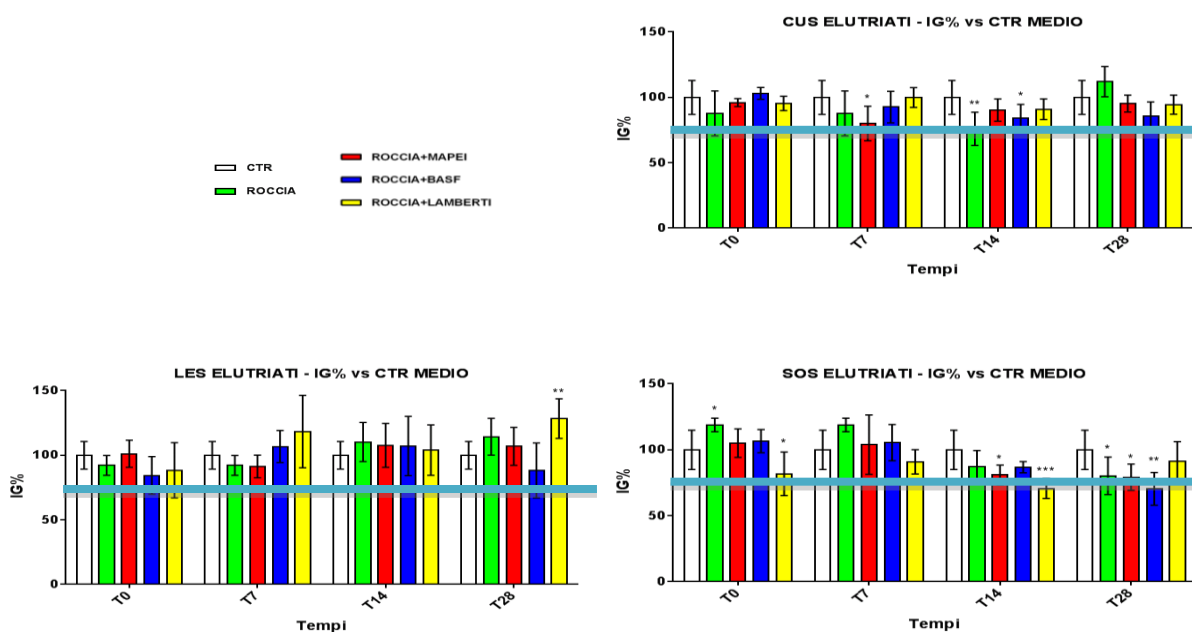 CUS ELUTRIATI - IG% vs CTR MEDIO
150
100
50
0
IG%
* ** *
T0 T7 T14 T28
Tempi
CTR
ROCCIA
ROCCIA+MAPEI
ROCCIA+BASF
ROCCIA+LAMBERTI
LES ELUTRIATI - IG% vs CTR MEDIO
150
100
50
0
IG%
**
T0 T7 T14 T28
Tempi
SOS ELUTRIATI - IG% vs CTR MEDIO
150
100
50
0
IG%
* * * *** * * **
T0 T7 T14 T28
Tempi